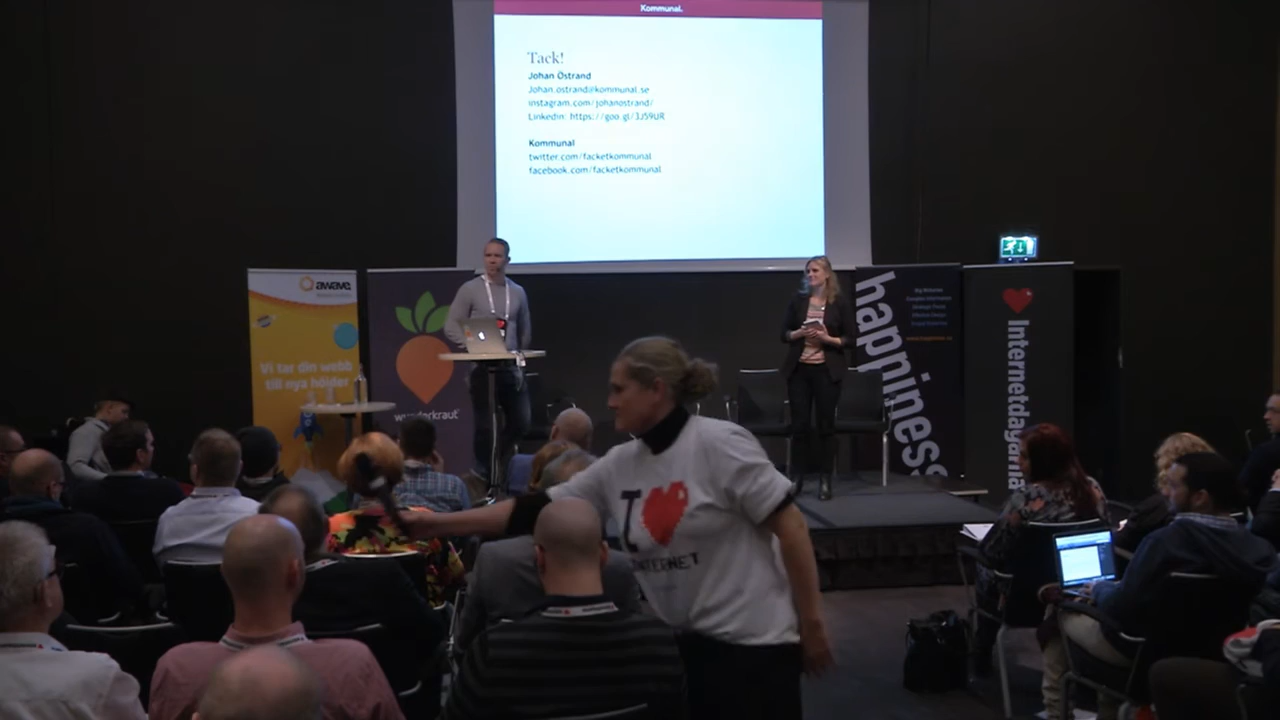 Kommunal.
Tack!
Johan Östrand
Johan.ostrand@kommunal.se
instagram.com/johanostrand/
Linkedin: https://goo.gl/3J59UR
Kommunal
twitter.com/facketkommunal
facebook.com/facketkommunal
awave
Vi tar din webb
till nya höjder
wunderkraut
happiness
Internetdagarna
I
INTERNET